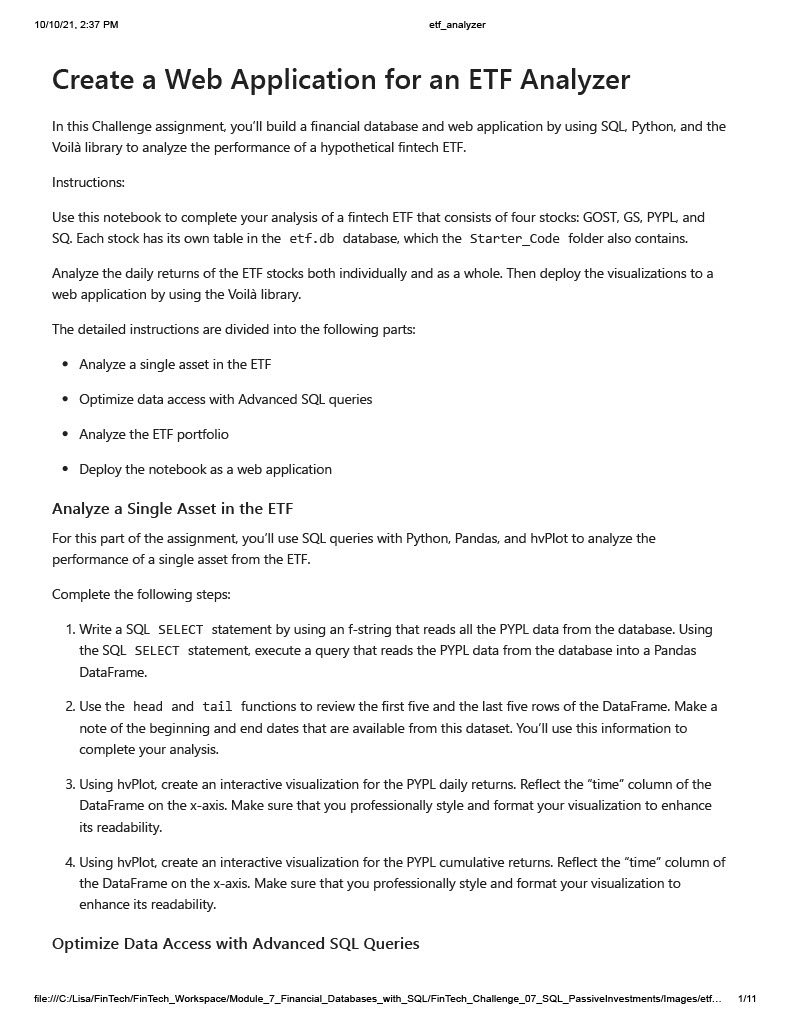 10/10/21, 2:37 PM
etf_analyzer
Create a Web Application for an ETF Analyzer
In this Challenge assignment, you’ll build a financial database and web application by using SQL, Python, and the
Voilà library to analyze the performance of a hypothetical fintech ETF.
Instructions:
Use this notebook to complete your analysis of a fintech ETF that consists of four stocks: GOST, GS, PYPL, and
SQ. Each stock has its own table in the etf.db database, which the Starter_Code folder also contains.
Analyze the daily returns of the ETF stocks both individually and as a whole. Then deploy the visualizations to a
web application by using the Voilà library.
The detailed instructions are divided into the following parts:
• Analyze a single asset in the ETF
• Optimize data access with Advanced SQL queries
• Analyze the ETF portfolio
• Deploy the notebook as a web application
Analyze a Single Asset in the ETF
For this part of the assignment, you’ll use SQL queries with Python, Pandas, and hvPlot to analyze the
performance of a single asset from the ETF.
Complete the following steps:
1. Write a SQL SELECT statement by using an f-string that reads all the PYPL data from the database. Using
the SQL SELECT statement, execute a query that reads the PYPL data from the database into a Pandas
DataFrame.
2. Use the head and tail functions to review the first five and the last five rows of the DataFrame. Make a
note of the beginning and end dates that are available from this dataset. You’ll use this information to
complete your analysis.
3. Using hvPlot, create an interactive visualization for the PYPL daily returns. Reflect the “time” column of the
DataFrame on the x-axis. Make sure that you professionally style and format your visualization to enhance
its readability.
4. Using hvPlot, create an interactive visualization for the PYPL cumulative returns. Reflect the “time” column of
the DataFrame on the x-axis. Make sure that you professionally style and format your visualization to
enhance its readability.
Optimize Data Access with Advanced SQL Queries
file:///C:/Lisa/FinTech/FinTech_Workspace/Module_7_Financial_Databases_with_SQL/FinTech_Challenge_07_SQL_PassiveInvestments/Images/etf…
1/11